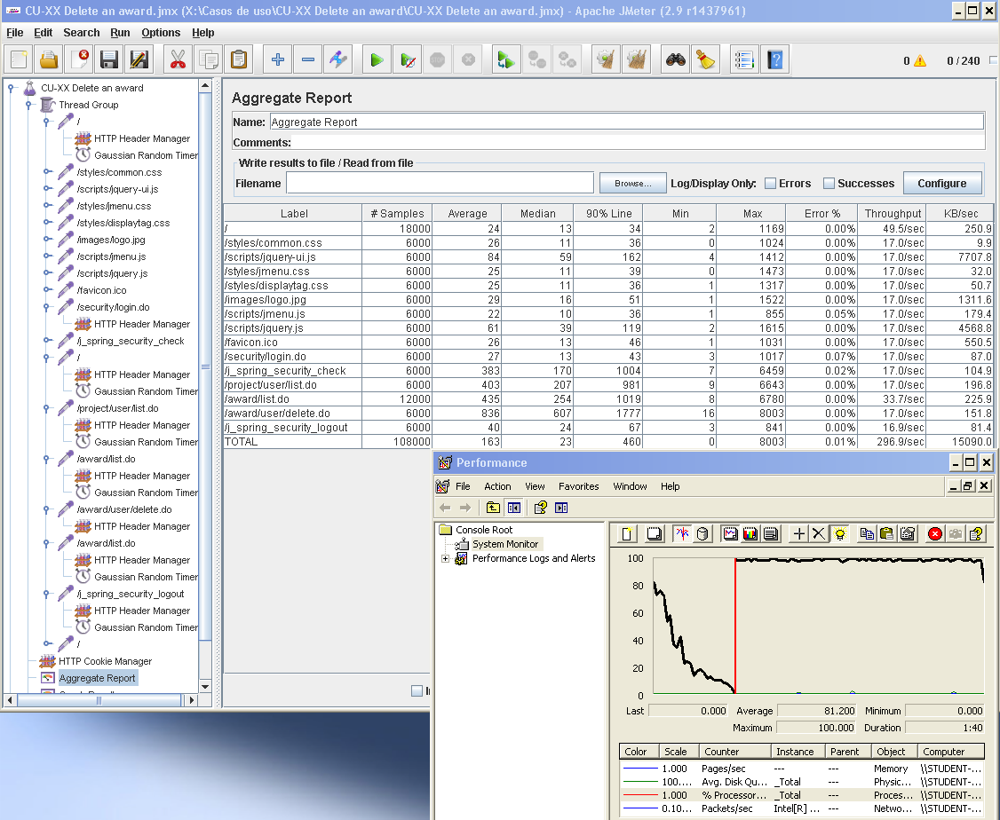 CU-XX Delete an award.jmx (X:\Casos de uso\CU-XX Delete an award\CU-XX Delete an award.jmx) - Apache JMeter (2.9 r1437961)
File Edit Search Run Options Help
0 0 / 240
CU-XX Delete an award
Thread Group
/
HTTP Header Manager
Gaussian Random Timer
/styles/common.css
/scripts/jquery-ui.js
/styles/jmenu.css
/styles/displaytag.css
/images/logo.jpg
/scripts/jmenu.js
/scripts/jquery.js
/favicon.ico
/security/login.do
HTTP Header Manager
/j_spring_security_check
/
HTTP Header Manager
Gaussian Random Timer
/project/user/list.do
HTTP Header Manager
Gaussian Random Timer
/award/list.do
HTTP Header Manager
Gaussian Random Timer
/award/user/delete.do
HTTP Header Manager
/award/list.do
HTTP Header Manager
Gaussian Random Timer
/j_spring_security_logout
HTTP Header Manager
Gaussian Random Timer
/
HTTP Cookie Manager
Aggregate Report
Aggregate Report
Name: Aggregate Report
Comments:
Write results to file / Read from file
Filename Browse... Log/Display Only: Errors Successes Configure
Label # Samples Average Median 90% Line Min Max Error % Throughput KB/sec
/ 18000 24 13 34 2 1169 0.00% 49.5/sec 250.9
/styles/common.css 6000 26 11 36 0 1024 0.00% 17.0/sec 9.9
/scripts/jquery-ui.js 6000 84 59 162 4 1412 0.00% 17.0/sec 7707.8
/styles/jmenu.css 6000 25 11 39 0 1473 0.00% 17.0/sec 32.0
/styles/displaytag.css 6000 25 11 36 1 1317 0.00% 17.0/sec 50.7
/images/logo.jpg 6000 29 16 51 1 1522 0.00% 17.0/sec 1311.6
/scripts/jmenu.js 6000 22 10 36 1 855 0.05% 17.0/sec 179.4
/scripts/jquery.js 6000 61 39 119 2 1615 0.00% 17.0/sec 4568.8
/favicon.ico 6000 26 13 46 1 1031 0.00% 17.0/sec 550.5
/security/login.do 6000 27 13 43 3 1017 0.07% 17.0/sec 87.0
/j_spring_security_check 6000 383 170 1004 7 6459 0.02% 17.0/sec 104.9
/project/user/list.do 6000 403 207 981 9 6643 0.00% 17.0/sec 196.8
/award/list.do 12000 435 254 1019 8 6780 0.00% 33.7/sec 225.9
/award/user/delete.do 6000 836 607 1777 16 8003 0.00% 17.0/sec 151.8
/j_spring_security_logout 6000 40 24 67 3 841 0.00% 16.9/sec 81.4
TOTAL 108000 163 23 460 0 8003 0.01% 296.9/sec 15090.0
Performance
File Action View Favorites Window Help
Console Root
System Monitor
Performance Logs and Alerts
100
80
60
40
20
0
Last 0.000 Average 81.200 Minimum 0.000
Maximum 100.000 Duration 1:40
Color Scale Counter Instance Parent Object Computer
1.000 Pages/sec --- --- Memory \\STUDENT-...
100.... Avg. Disk Qu... _Total --- Physic... \\STUDENT-...
1.000 % Processor... _Total --- Proces... \\STUDENT-...
0.10... Packets/sec Intel[R] ... --- Netwo... \\STUDENT-...